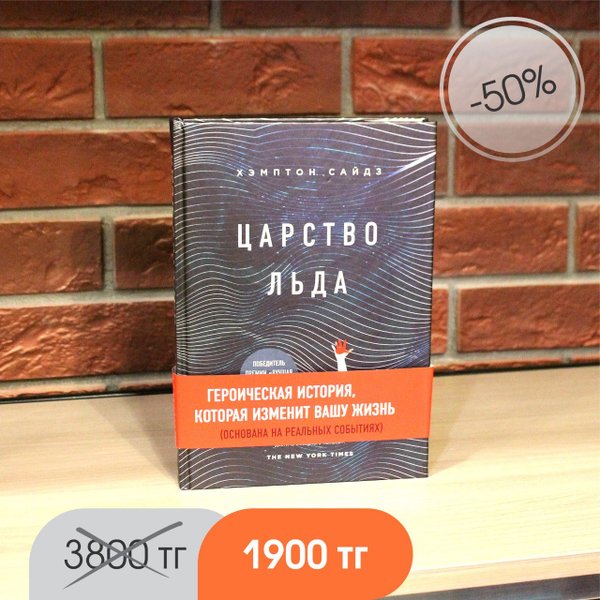 -50%
ХЭМПТОН САЙДЗ
ЦАРСТВО
ЛЬДА
ПОБЕДИТЕЛЬ
ГЕРОИЧЕСКАЯ ИСТОРИЯ,
КОТОРАЯ ИЗМЕНИТ ВАШУ ЖИЗНЬ
(ОСНОВАНА НА РЕАЛЬНЫХ СОБЫТИЯХ)
THE NEW YORK TIMES
3800 тг
1900 тг